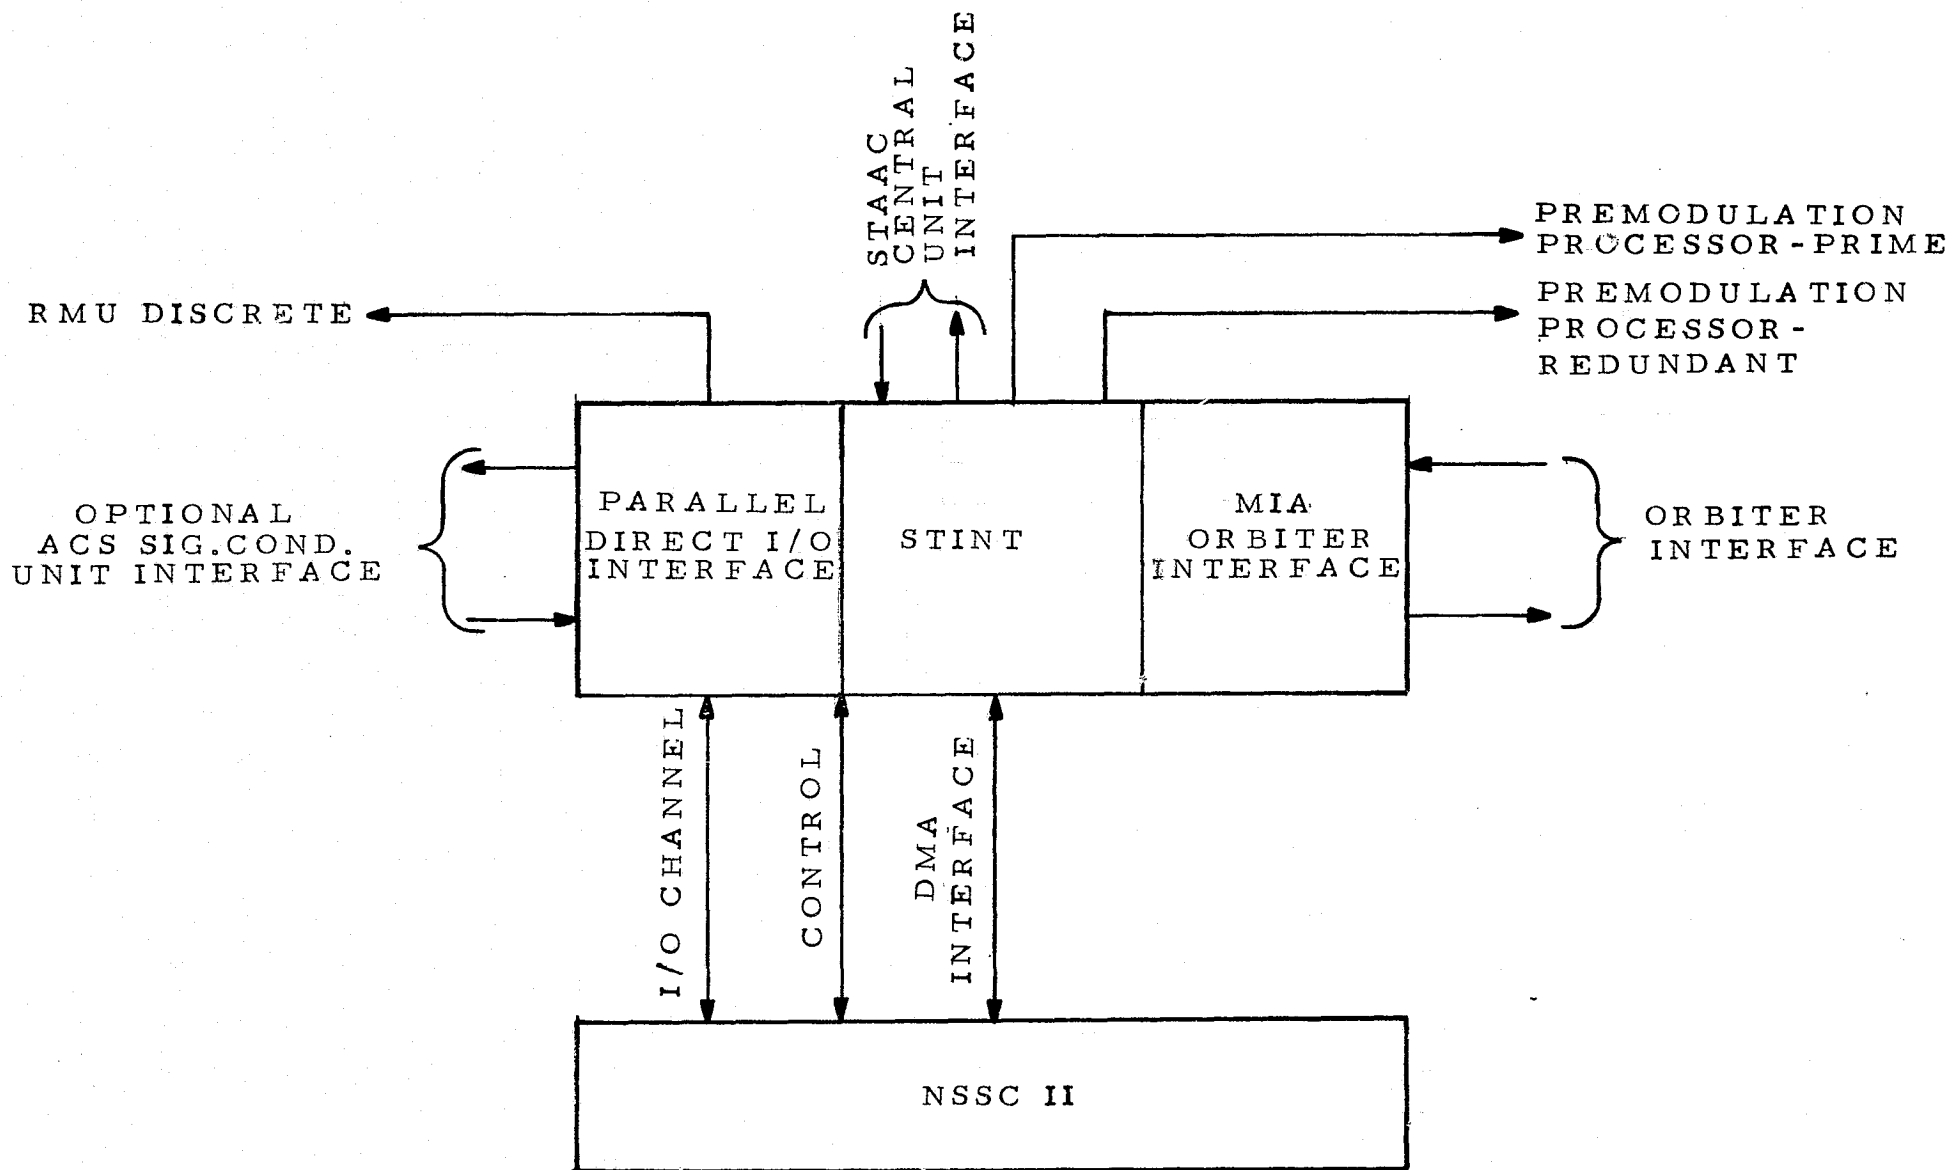 STAAC
CENTRAL
UNIT
INTERFACE
PREMODULATION
PROCESSOR-PRIME
PREMODULATION
PROCESSOR-
REDUNDANT
RMU DISCRETE
OPTIONAL
ACS SIG.COND.
UNIT INTERFACE
PARALLEL
DIRECT I/O
INTERFACE
STINT
MIA
ORBITER
INTERFACE
ORBITER
INTERFACE
I/O CHANNEL
CONTROL
DMA
INTERFACE
NSSC II